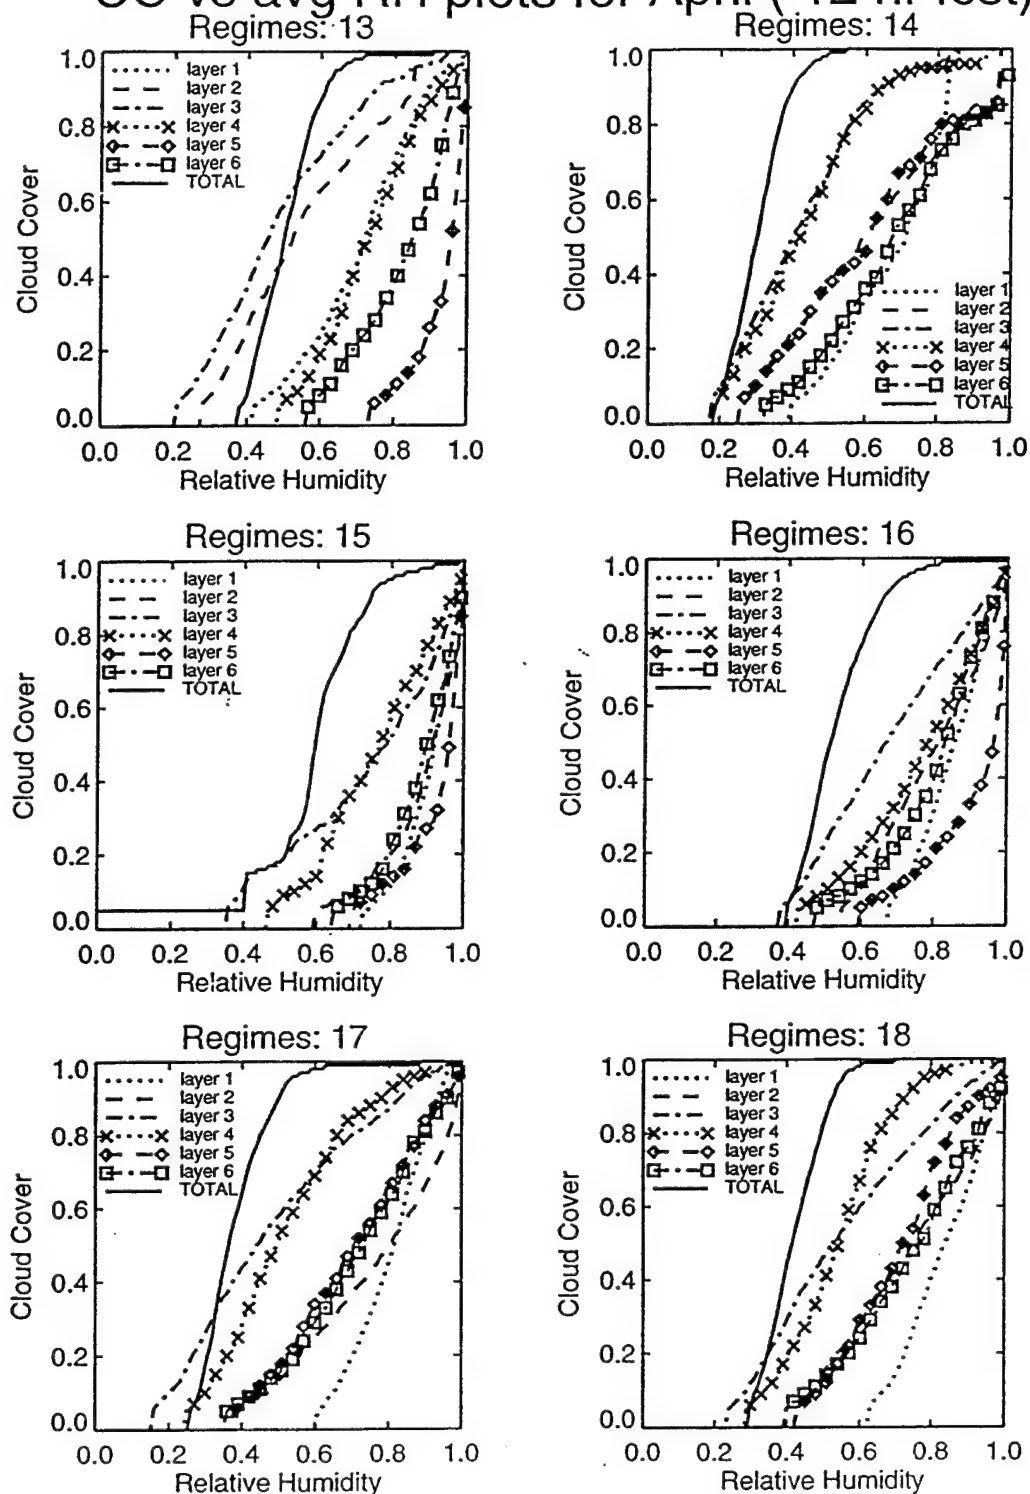 CC vs avg RH plots for April ( 12 hr fcst)
Regimes: 13
1.0
0.8
0.6
0.4
0.2
0.0
Cloud Cover
layer 1
layer 2
layer 3
layer 4
layer 5
layer 6
TOTAL
0.0 0.2 0.4 0.6 0.8 1.0
Relative Humidity
Regimes: 14
1.0
0.8
0.6
0.4
0.2
0.0
Cloud Cover
layer 1
layer 2
layer 3
layer 4
layer 5
layer 6
TOTAL
0.0 0.2 0.4 0.6 0.8 1.0
Relative Humidity
Regimes: 15
1.0
0.8
0.6
0.4
0.2
0.0
Cloud Cover
layer 1
layer 2
layer 3
layer 4
layer 5
layer 6
TOTAL
0.0 0.2 0.4 0.6 0.8 1.0
Relative Humidity
Regimes: 16
1.0
0.8
0.6
0.4
0.2
0.0
Cloud Cover
layer 1
layer 2
layer 3
layer 4
layer 5
layer 6
TOTAL
0.0 0.2 0.4 0.6 0.8 1.0
Relative Humidity
Regimes: 17
1.0
0.8
0.6
0.4
0.2
0.0
Cloud Cover
layer 1
layer 2
layer 3
layer 4
layer 5
layer 6
TOTAL
0.0 0.2 0.4 0.6 0.8 1.0
Relative Humidity
Regimes: 18
1.0
0.8
0.6
0.4
0.2
0.0
Cloud Cover
layer 1
layer 2
layer 3
layer 4
layer 5
layer 6
TOTAL
0.0 0.2 0.4 0.6 0.8 1.0
Relative Humidity